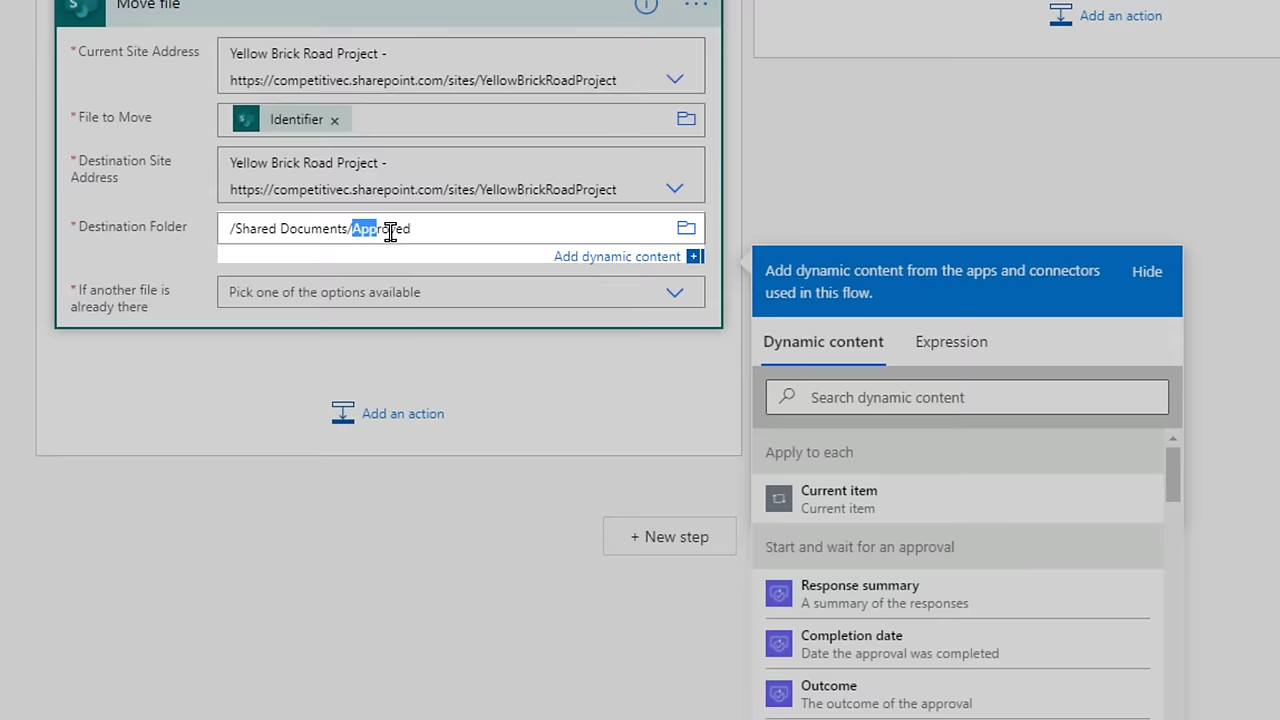 Move file
Add an action
* Current Site Address
Yellow Brick Road Project -
https://competitivec.sharepoint.com/sites/YellowBrickRoadProject
* File to Move
Identifier
* Destination Site
Address
Yellow Brick Road Project -
https://competitivec.sharepoint.com/sites/YellowBrickRoadProject
* Destination Folder
/Shared Documents/Approved
Add dynamic content
* If another file is
already there
Pick one of the options available
Add an action
+ New step
Add dynamic content from the apps and connectors
used in this flow.
Hide
Dynamic content
Expression
Search dynamic content
Apply to each
Current item
Current item
Start and wait for an approval
Response summary
A summary of the responses
Completion date
Date the approval was completed
Outcome
The outcome of the approval